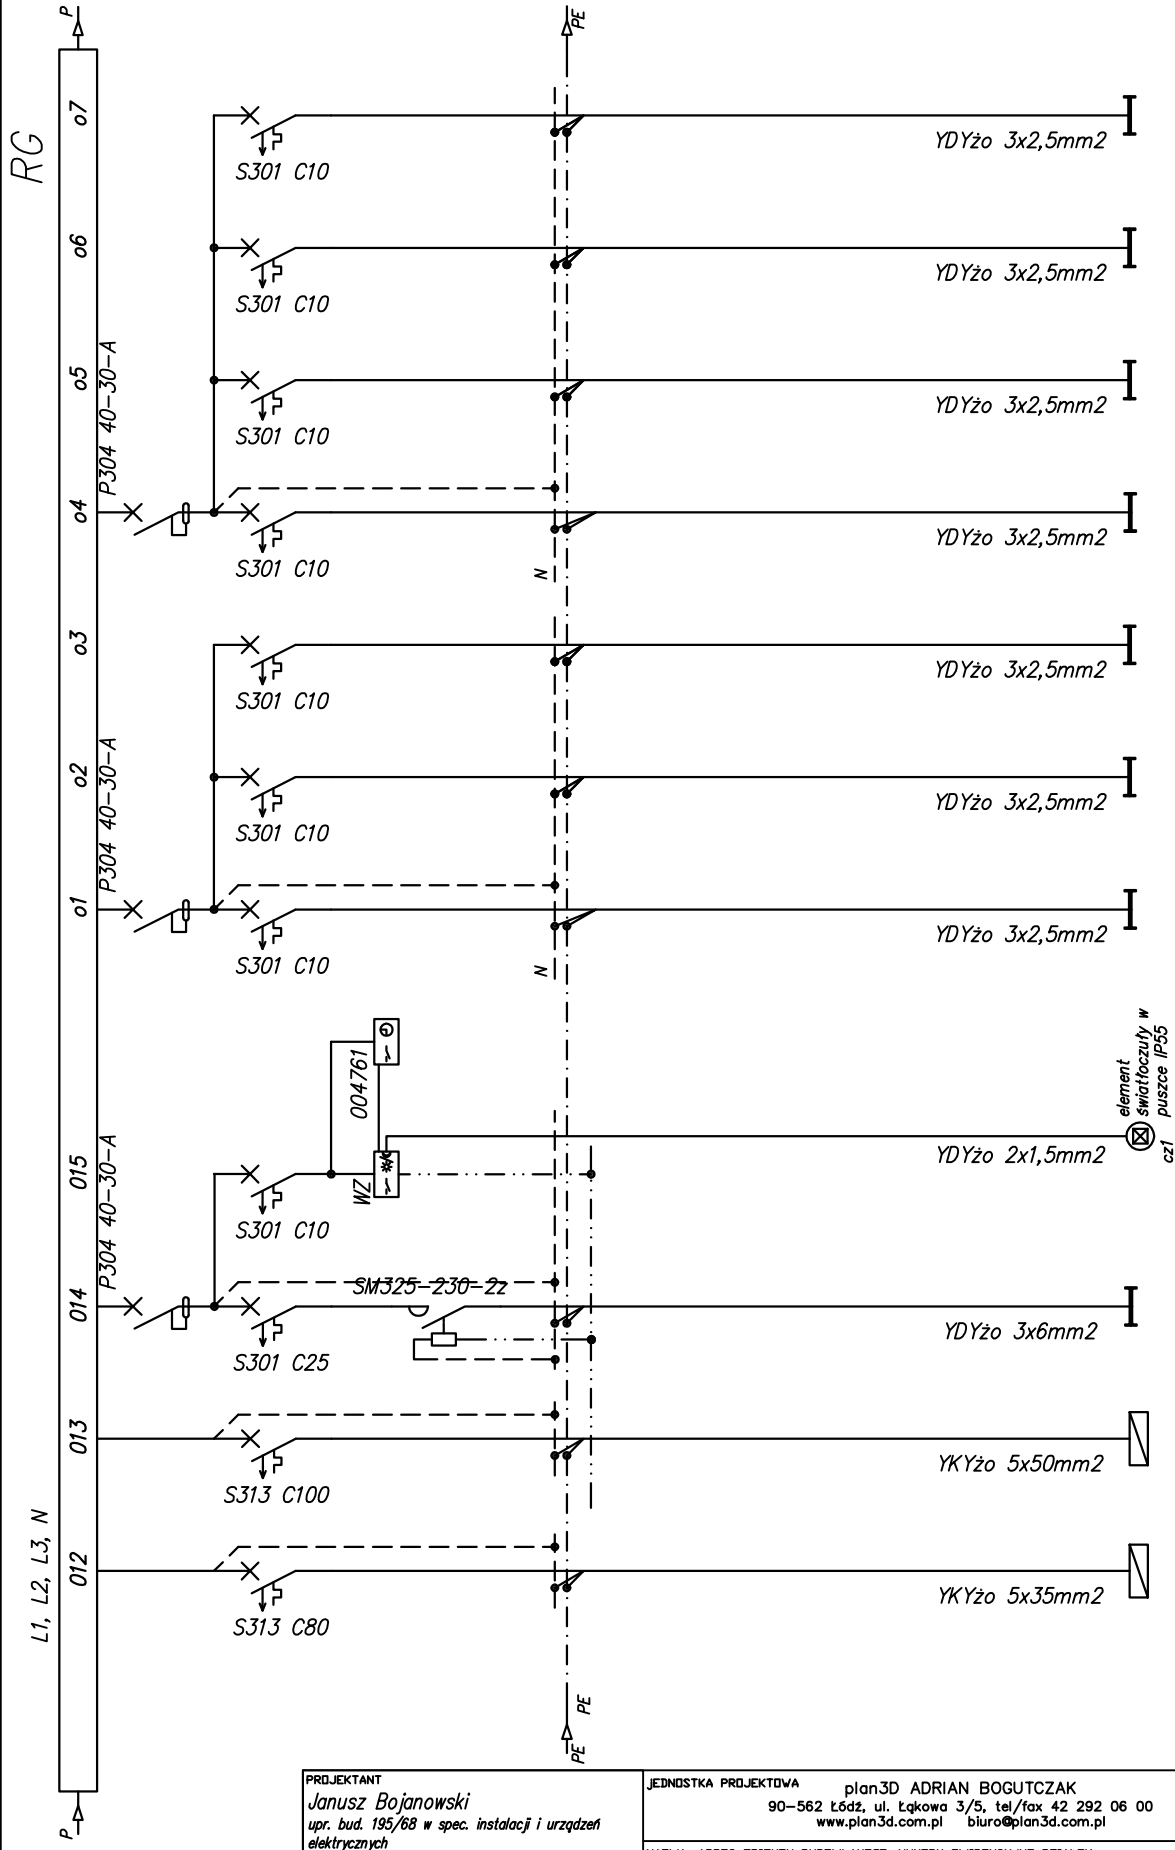 P
PE
RG
o7
S301 C10
YDYżo 3x2,5mm2
o6
S301 C10
YDYżo 3x2,5mm2
o5
P304 40-30-A
S301 C10
YDYżo 3x2,5mm2
o4
S301 C10
N
YDYżo 3x2,5mm2
o3
S301 C10
YDYżo 3x2,5mm2
o2
P304 40-30-A
S301 C10
YDYżo 3x2,5mm2
o1
S301 C10
N
YDYżo 3x2,5mm2
004761
element
światłoczuły w
puszce IP55
cz1
015
P304 40-30-A
S301 C10
WZ
YDYżo 2x1,5mm2
014
SM325-230-2z
S301 C25
YDYżo 3x6mm2
013
S313 C100
YKYżo 5x50mm2
L1, L2, L3, N
012
S313 C80
YKYżo 5x35mm2
PE
PE
P
PROJEKTANT
Janusz Bojanowski
upr. bud. 195/68 w spec. instalacji i urządzeń
elektrycznych
JEDNOSTKA PROJEKTOWA
plan3D ADRIAN BOGUTCZAK
90-562 Łódź, ul. Łąkowa 3/5, tel/fax 42 292 06 00
www.plan3d.com.pl biuro@plan3d.com.pl